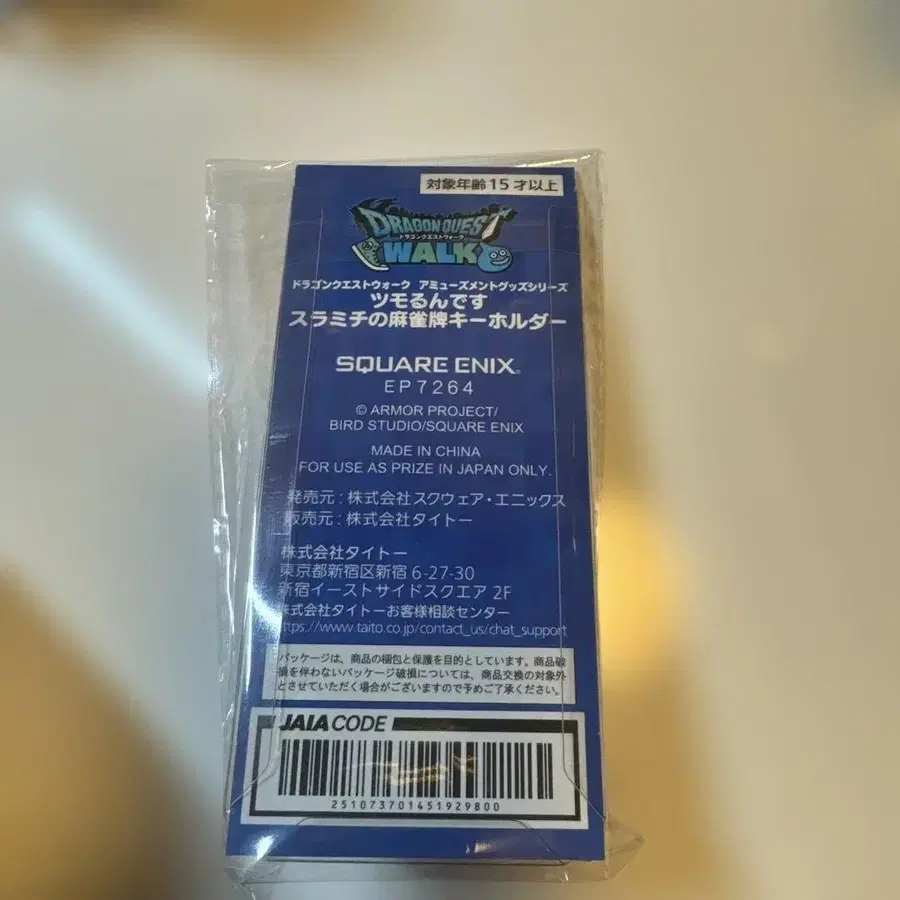 対象年齢 15 才以上
DRAGON QUEST
ドラゴンクエストウォーク
WALK
ドラゴンクエストウォーク アミューズメントグッズシリーズ
ツモるんです
スラミチの麻雀牌キーホルダー
SQUARE ENIX
EP7264
© ARMOR PROJECT/
BIRD STUDIO/SQUARE ENIX
MADE IN CHINA
FOR USE AS PRIZE IN JAPAN ONLY.
発売元 : 株式会社スクウェア・エニックス
販売元 : 株式会社タイトー
株式会社タイトー
東京都新宿区新宿 6-27-30
新宿イーストサイドスクエア 2F
株式会社タイトーお客様相談センター
https://www.taito.co.jp/contact_us/chat_support
パッケージは、商品の梱包と保護を目的としています。商品破
損を伴わないパッケージ破損については、商品交換の対象外
とさせていただく場合がございますので予めご了承ください。
JAIA CODE
251073701451929800